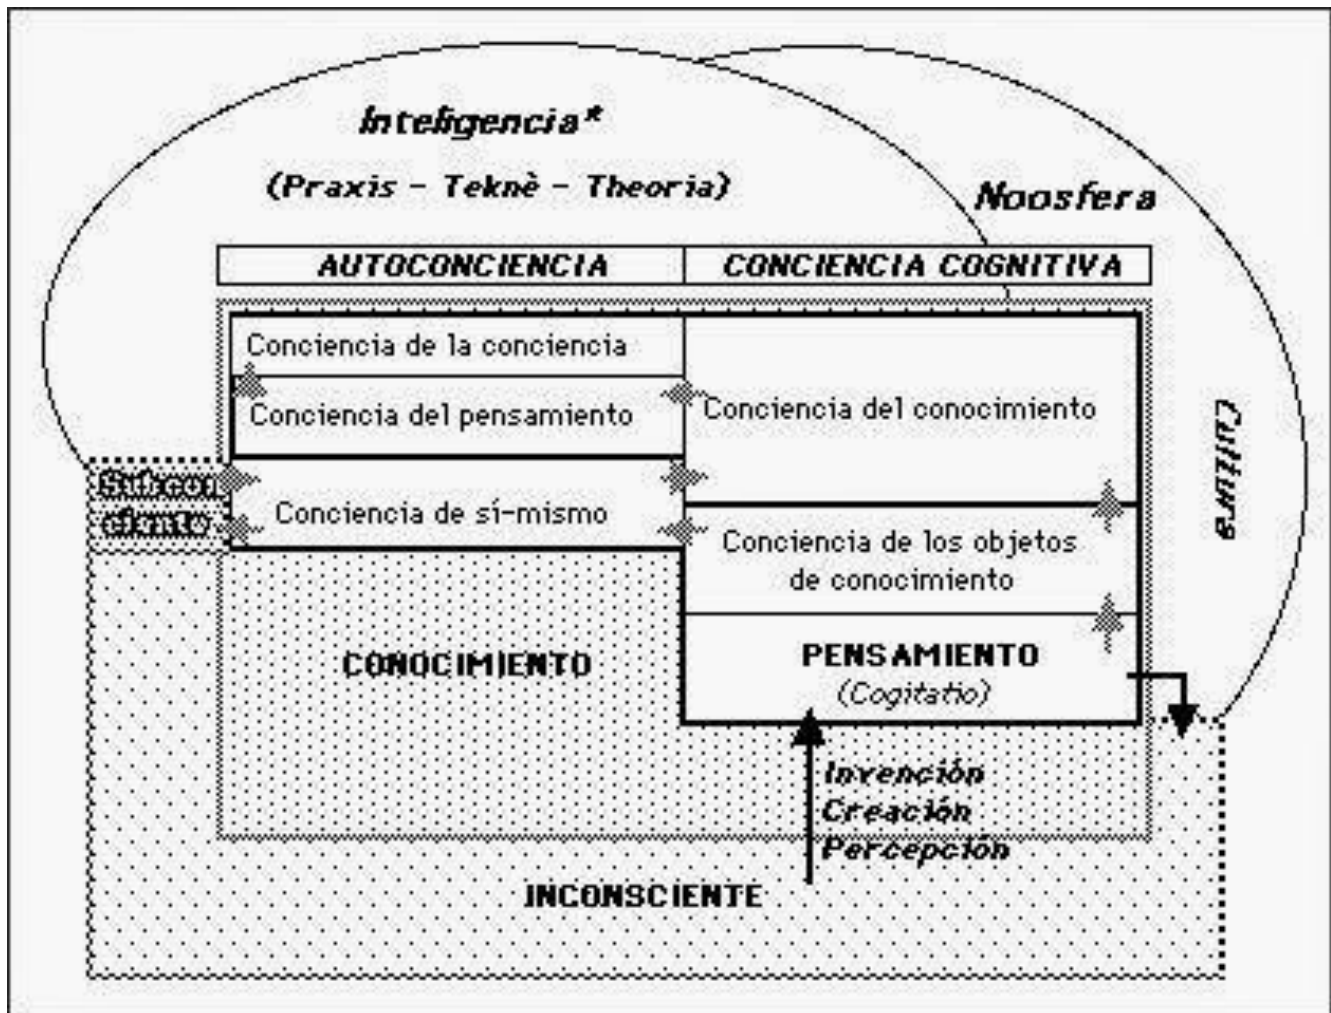 Inteligencia*
(Praxis - Teknè - Theoria)
Noosfera
AUTOCONCIENCIA
CONCIENCIA COGNITIVA
Conciencia de la conciencia
Conciencia del pensamiento
Conciencia del conocimiento
Cultura
Subcon
ciente
Conciencia de sí-mismo
Conciencia de los objetos
de conocimiento
CONOCIMIENTO
PENSAMIENTO
(Cogitatio)
Invención
Creación
Percepción
INCONSCIENTE